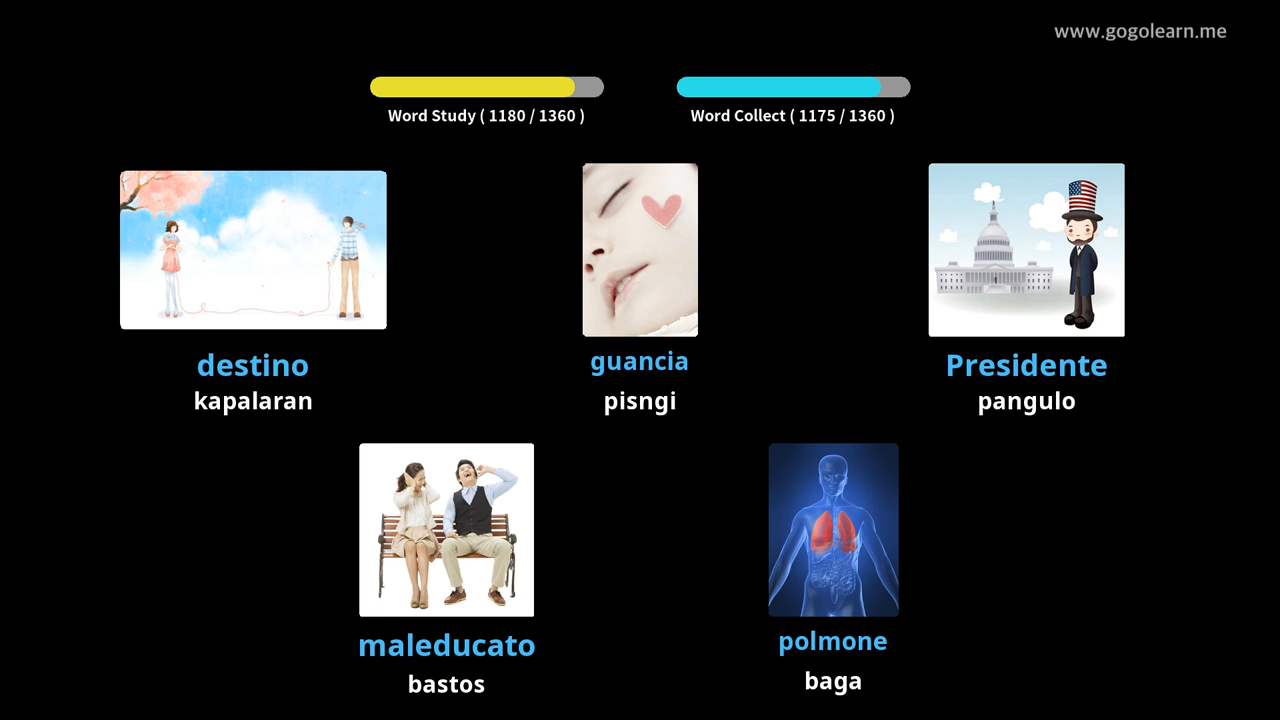 www.gogolearn.me
Word Study ( 1180 / 1360 )
Word Collect ( 1175 / 1360 )
destino
kapalaran
guancia
pisngi
Presidente
pangulo
maleducato
bastos
polmone
baga